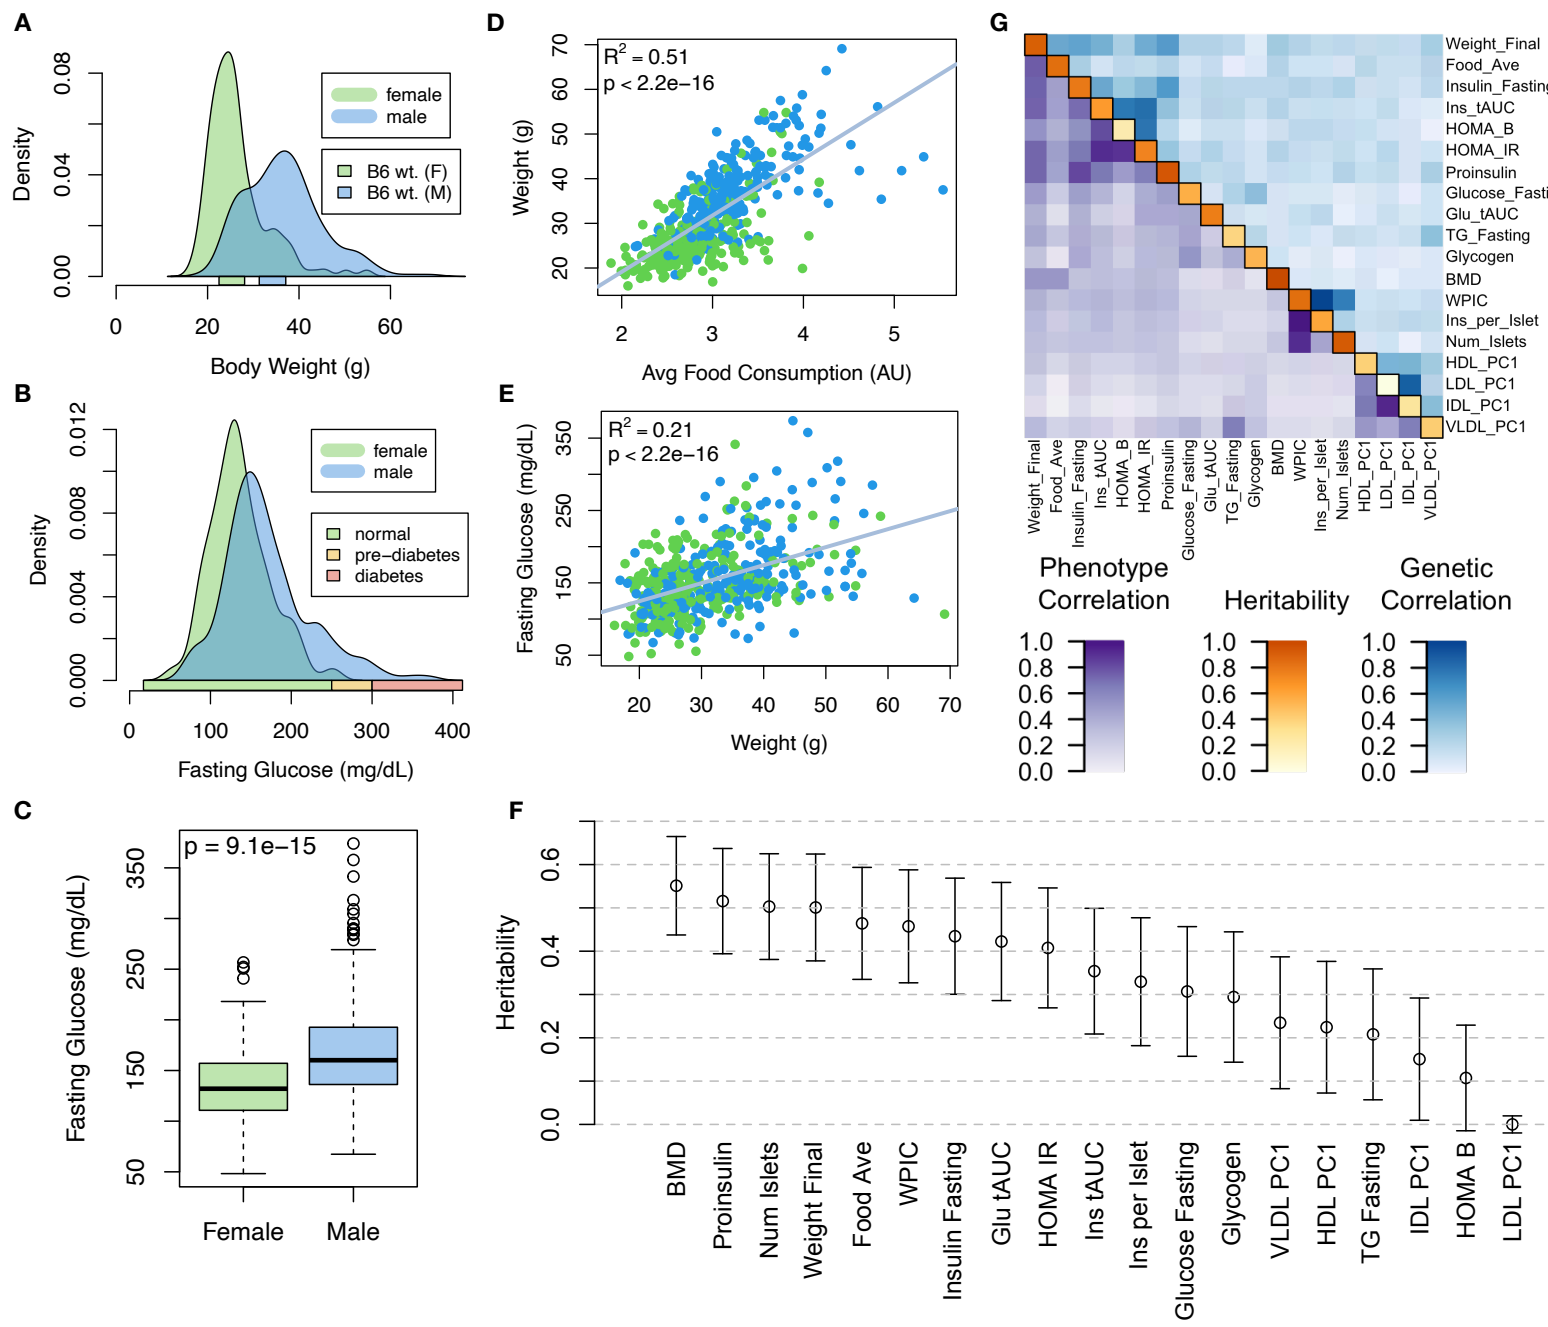 A
0.00
0.04
0.08
Density
female
male
B6 wt. (F)
B6 wt. (M)
0
20
40
60
Body Weight (g)
B
0.000
0.004
0.008
0.012
Density
female
male
normal
pre−diabetes
diabetes
0
100
200
300
400
Fasting Glucose (mg/dL)
C
p = 9.1e−15
50
150
250
350
Fasting Glucose (mg/dL)
Female
Male
D
R2 = 0.51
p < 2.2e−16
20
30
40
50
60
70
Weight (g)
2
3
4
5
Avg Food Consumption (AU)
E
R2 = 0.21
p < 2.2e−16
50
150
250
350
Fasting Glucose (mg/dL)
20
30
40
50
60
70
Weight (g)
F
0.0
0.2
0.4
0.6
Heritability
BMD
Proinsulin
Num Islets
Weight Final
Food Ave
WPIC
Insulin Fasting
Glu tAUC
HOMA IR
Ins tAUC
Ins per Islet
Glucose Fasting
Glycogen
VLDL PC1
HDL PC1
TG Fasting
IDL PC1
HOMA B
LDL PC1
G
Weight_Final
Food_Ave
Insulin_Fasting
Ins_tAUC
HOMA_B
HOMA_IR
Proinsulin
Glucose_Fasti
Glu_tAUC
TG_Fasting
Glycogen
BMD
WPIC
Ins_per_Islet
Num_Islets
HDL_PC1
LDL_PC1
IDL_PC1
VLDL_PC1
Weight_Final
Food_Ave
Insulin_Fasting
Ins_tAUC
HOMA_B
HOMA_IR
Proinsulin
Glucose_Fasting
Glu_tAUC
TG_Fasting
Glycogen
BMD
WPIC
Ins_per_Islet
Num_Islets
HDL_PC1
LDL_PC1
IDL_PC1
VLDL_PC1
Phenotype
Correlation
1.0
0.8
0.6
0.4
0.2
0.0
Heritability
1.0
0.8
0.6
0.4
0.2
0.0
Genetic
Correlation
1.0
0.8
0.6
0.4
0.2
0.0